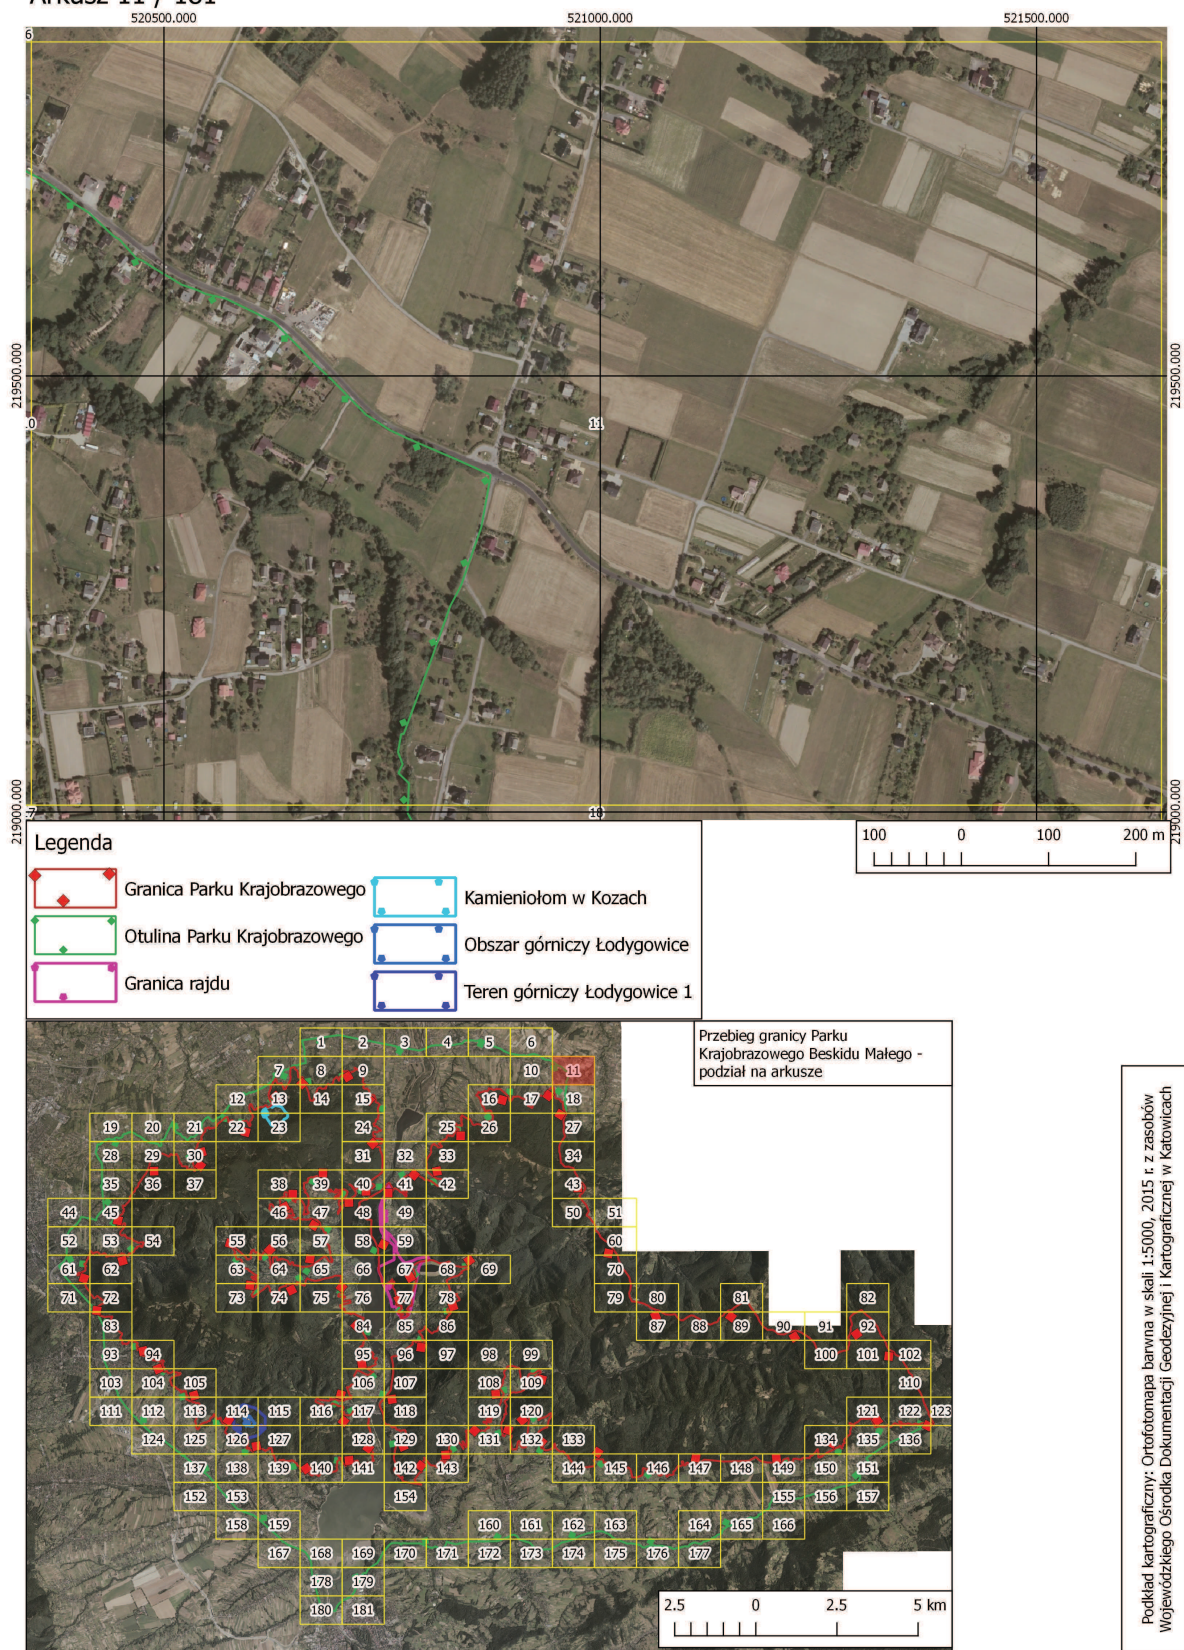 Arkusz 11 / 181
520500.000 521000.000 521500.000
6
219500.000 219500.000
.0 11
219000.000 219000.000
7 18
Legenda
Granica Parku Krajobrazowego
Otulina Parku Krajobrazowego
Granica rajdu
Kamieniołom w Kozach
Obszar górniczy Łodygowice
Teren górniczy Łodygowice 1
100 0 100 200 m
Przebieg granicy Parku
Krajobrazowego Beskidu Małego -
podział na arkusze
1 2 3 4 5 6
7 8 9 10 11
12 13 14 15 16 17 18
19 20 21 22 23 24 25 26 27
28 29 30 31 32 33 34
35 36 37 38 39 40 41 42 43
44 45 46 47 48 49 50 51
52 53 54 55 56 57 58 59 60
61 62 63 64 65 66 67 68 69 70
71 72 73 74 75 76 77 78 79 80 81 82
83 84 85 86 87 88 89 90 91 92
93 94 95 96 97 98 99 100 101 102
103 104 105 106 107 108 109 110
111 112 113 114 115 116 117 118 119 120 121 122 123
124 125 126 127 128 129 130 131 132 133 134 135 136
137 138 139 140 141 142 143 144 145 146 147 148 149 150 151
152 153 154 155 156 157
158 159 160 161 162 163 164 165 166
167 168 169 170 171 172 173 174 175 176 177
178 179
180 181
2.5 0 2.5 5 km
Podkład kartograficzny: Ortofotomapa barwna w skali 1:5000, 2015 r. z zasobów
Wojewódzkiego Ośrodka Dokumentacji Geodezyjnej i Kartograficznej w Katowicach